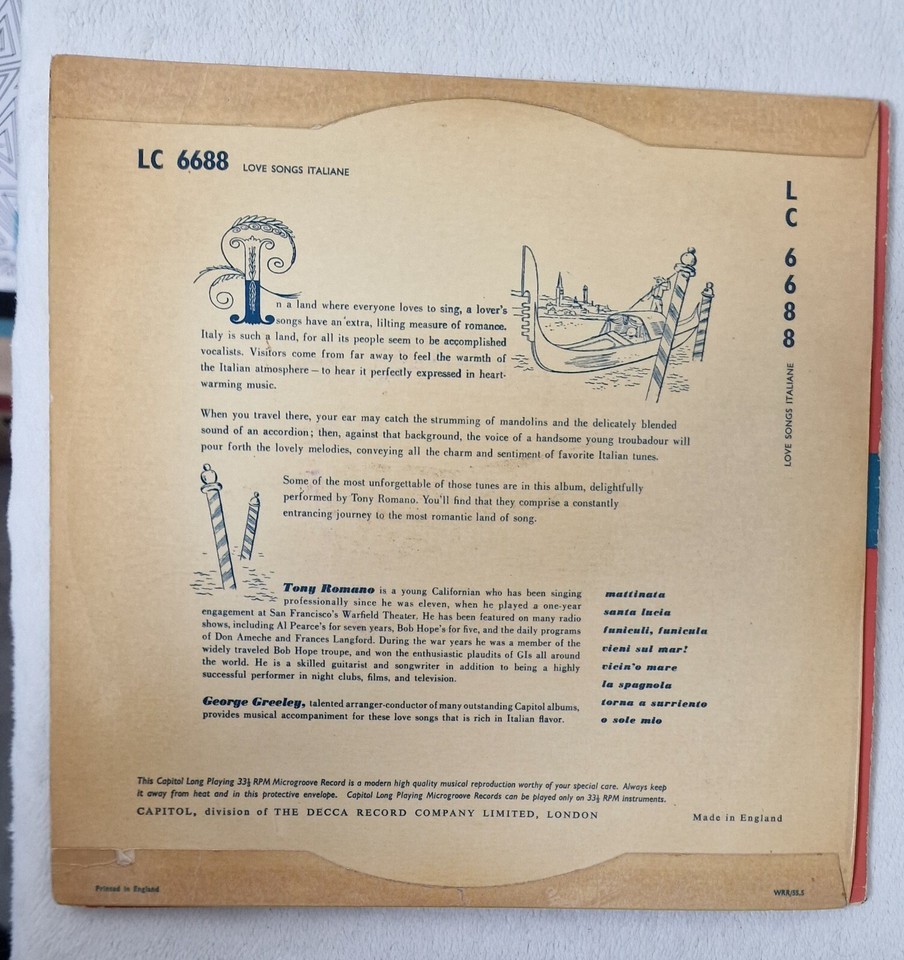 LC 6688 LOVE SONGS ITALIANE
L
C
6
6
8
8
LOVE SONGS ITALIANE
In a land where everyone loves to sing, a lover's
songs have an extra, lilting measure of romance.
Italy is such a land, for all its people seem to be accomplished
vocalists. Visitors come from far away to feel the warmth of
the Italian atmosphere – to hear it perfectly expressed in heart-
warming music.
When you travel there, your ear may catch the strumming of mandolins and the delicately blended
sound of an accordion; then, against that background, the voice of a handsome young troubadour will
pour forth the lovely melodies, conveying all the charm and sentiment of favorite Italian tunes.
Some of the most unforgettable of those tunes are in this album, delightfully
performed by Tony Romano. You'll find that they comprise a constantly
entrancing journey to the most romantic land of song.
Tony Romano is a young Californian who has been singing
professionally since he was eleven, when he played a one-year
engagement at San Francisco's Warfield Theater. He has been featured on many radio
shows, including Al Pearce's for seven years, Bob Hope's for five, and the daily programs
of Don Ameche and Frances Langford. During the war years he was a member of the
widely traveled Bob Hope troupe, and won the enthusiastic plaudits of GIs all around
the world. He is a skilled guitarist and songwriter in addition to being a highly
successful performer in night clubs, films, and television.
George Greeley, talented arranger-conductor of many outstanding Capitol albums,
provides musical accompaniment for these love songs that is rich in Italian flavor.
mattinata
santa lucia
funiculi, funicula
vieni sul mar!
vicin'o mare
la spagnola
torna a surriento
o sole mio
This Capitol Long Playing 33⅓ RPM Microgroove Record is a modern high quality musical reproduction worthy of your special care. Always keep
it away from heat and in this protective envelope. Capitol Long Playing Microgroove Records can be played only on 33⅓ RPM instruments.
CAPITOL, division of THE DECCA RECORD COMPANY LIMITED, LONDON
Made in England
Printed in England
WRR/55.5